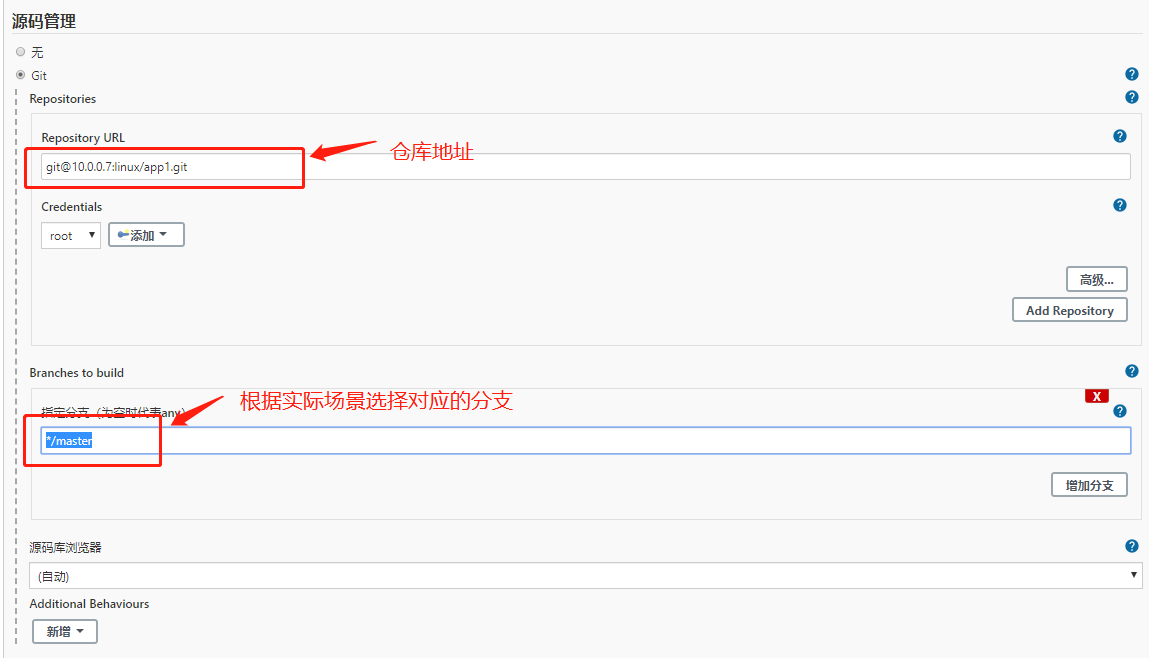 源码管理
无
Git
Repositories
Repository URL
仓库地址
git@10.0.0.7:linux/app1.git
Credentials
root
添加
高级...
Add Repository
Branches to build
X
根据实际场景选择对应的分支
指定分支（为空时代表any）
*/master
增加分支
源码库浏览器
(自动)
Additional Behaviours
新增